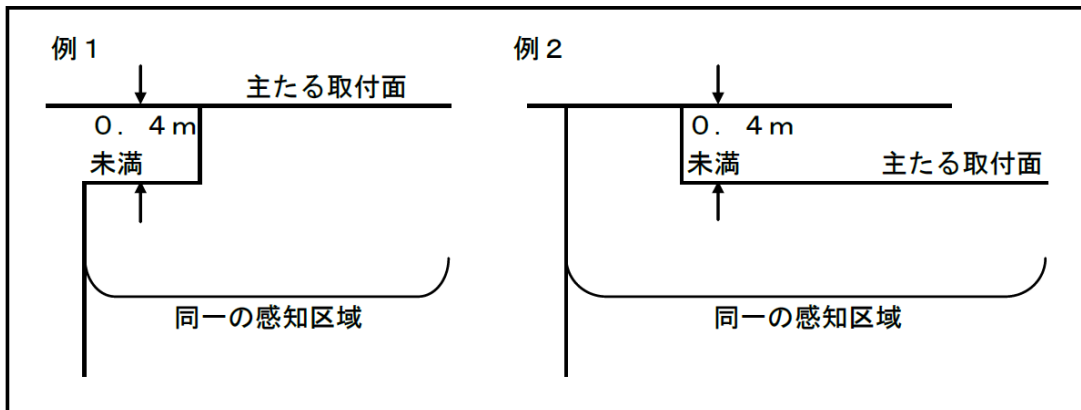 例1
主たる取付面
0.4m
未満
同一の感知区域
例2
0.4m
未満
主たる取付面
同一の感知区域